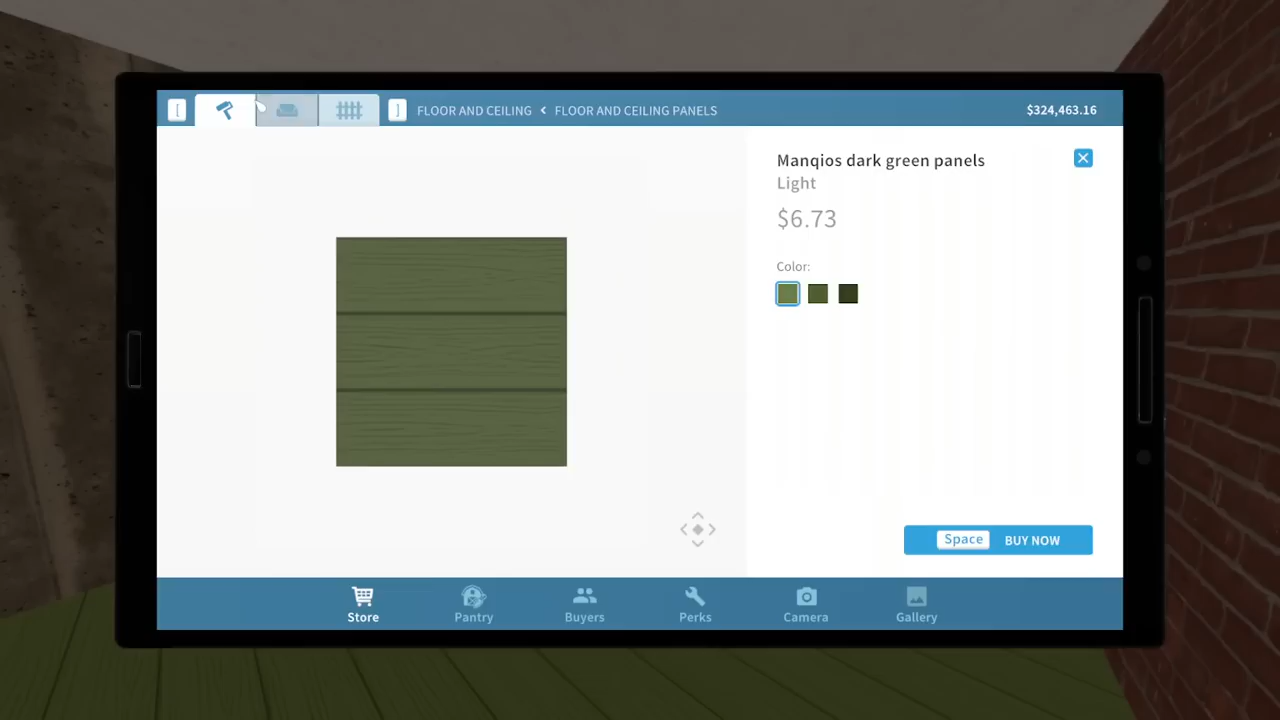 [ ] FLOOR AND CEILING < FLOOR AND CEILING PANELS $324,463.16
Manqios dark green panels
Light
$6.73
Color:
Space BUY NOW
Store Pantry Buyers Perks Camera Gallery